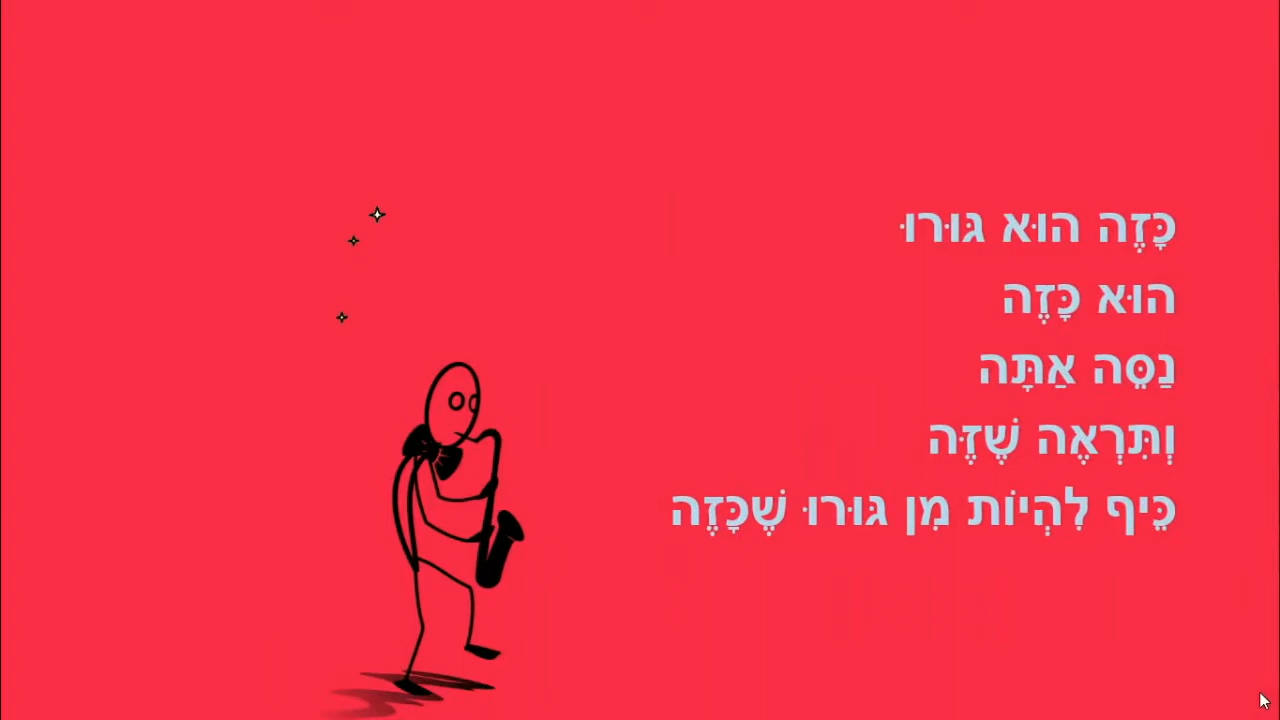 כָּזֶה הוּא גּוּרוּ
הוּא כָּזֶה
נַסֵּה אַתָּה
וְתִּרְאֶה שֶׁזֶּה
כֵּיף לִהְיוֹת מִן גּוּרוּ שֶׁכָּזֶה